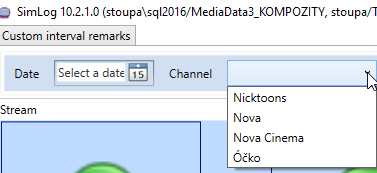 SimLog 10.2.1.0 (stoupa\sql2016/MediaData3_KOMPOZITY, stoupa/T
Custom interval remarks
Date Select a date 15 Channel
Nicktoons
Nova
Nova Cinema
Óčko
Stream